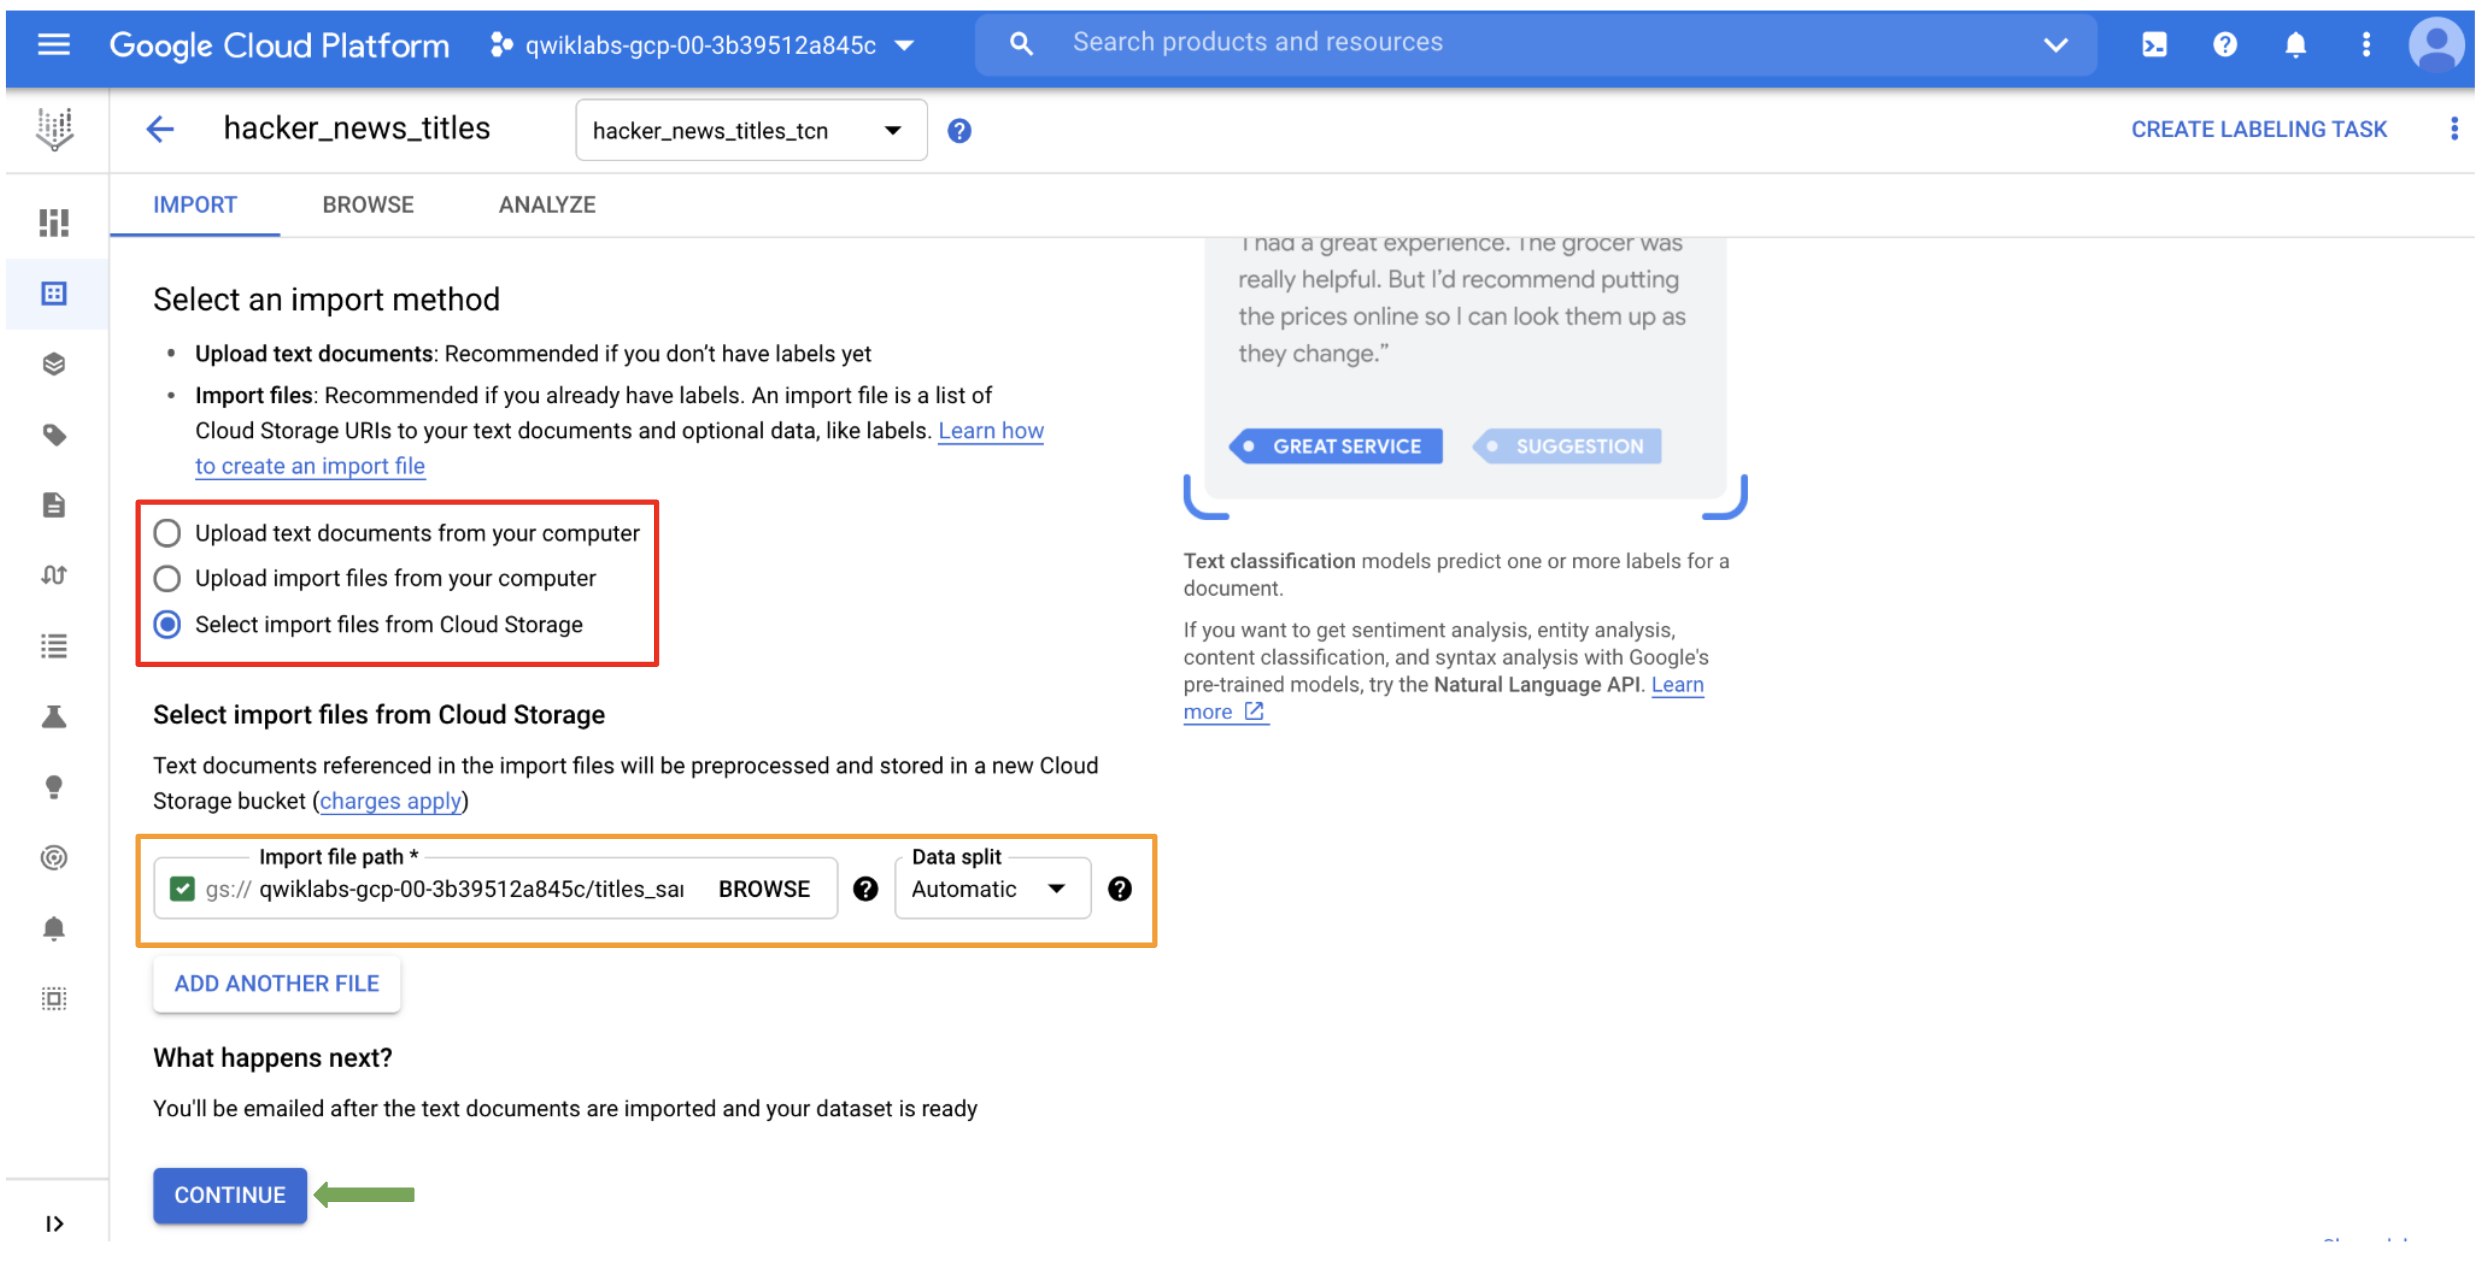 Google Cloud Platform
qwiklabs-gcp-00-3b39512a845c
Search products and resources
hacker_news_titles
hacker_news_titles_tcn
CREATE LABELING TASK
IMPORT
BROWSE
ANALYZE
Select an import method
• Upload text documents: Recommended if you don’t have labels yet
• Import files: Recommended if you already have labels. An import file is a list of
Cloud Storage URIs to your text documents and optional data, like labels. Learn how
to create an import file
Upload text documents from your computer
Upload import files from your computer
Select import files from Cloud Storage
Select import files from Cloud Storage
Text documents referenced in the import files will be preprocessed and stored in a new Cloud
Storage bucket (charges apply)
Import file path *
gs:// qwiklabs-gcp-00-3b39512a845c/titles_sai
BROWSE
Data split
Automatic
ADD ANOTHER FILE
What happens next?
You'll be emailed after the text documents are imported and your dataset is ready
CONTINUE
I had a great experience. The grocer was
really helpful. But I’d recommend putting
the prices online so I can look them up as
they change.”
GREAT SERVICE
SUGGESTION
Text classification models predict one or more labels for a
document.
If you want to get sentiment analysis, entity analysis,
content classification, and syntax analysis with Google's
pre-trained models, try the Natural Language API. Learn
more